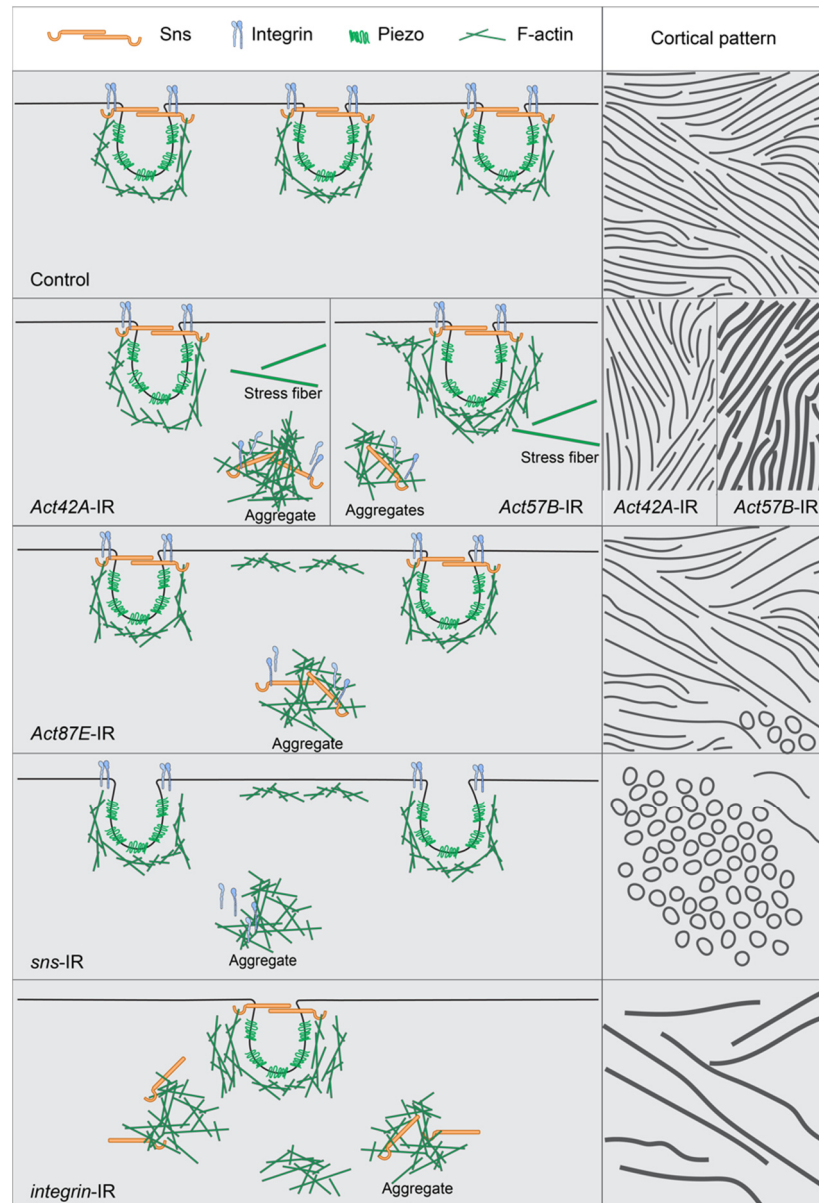 Sns Integrin Piezo F-actin Cortical pattern
Control
Stress fiber
Stress fiber
Aggregate
Aggregates
Act42A-IR
Act57B-IR
Act42A-IR
Act57B-IR
Aggregate
Act87E-IR
Aggregate
sns-IR
Aggregate
integrin-IR